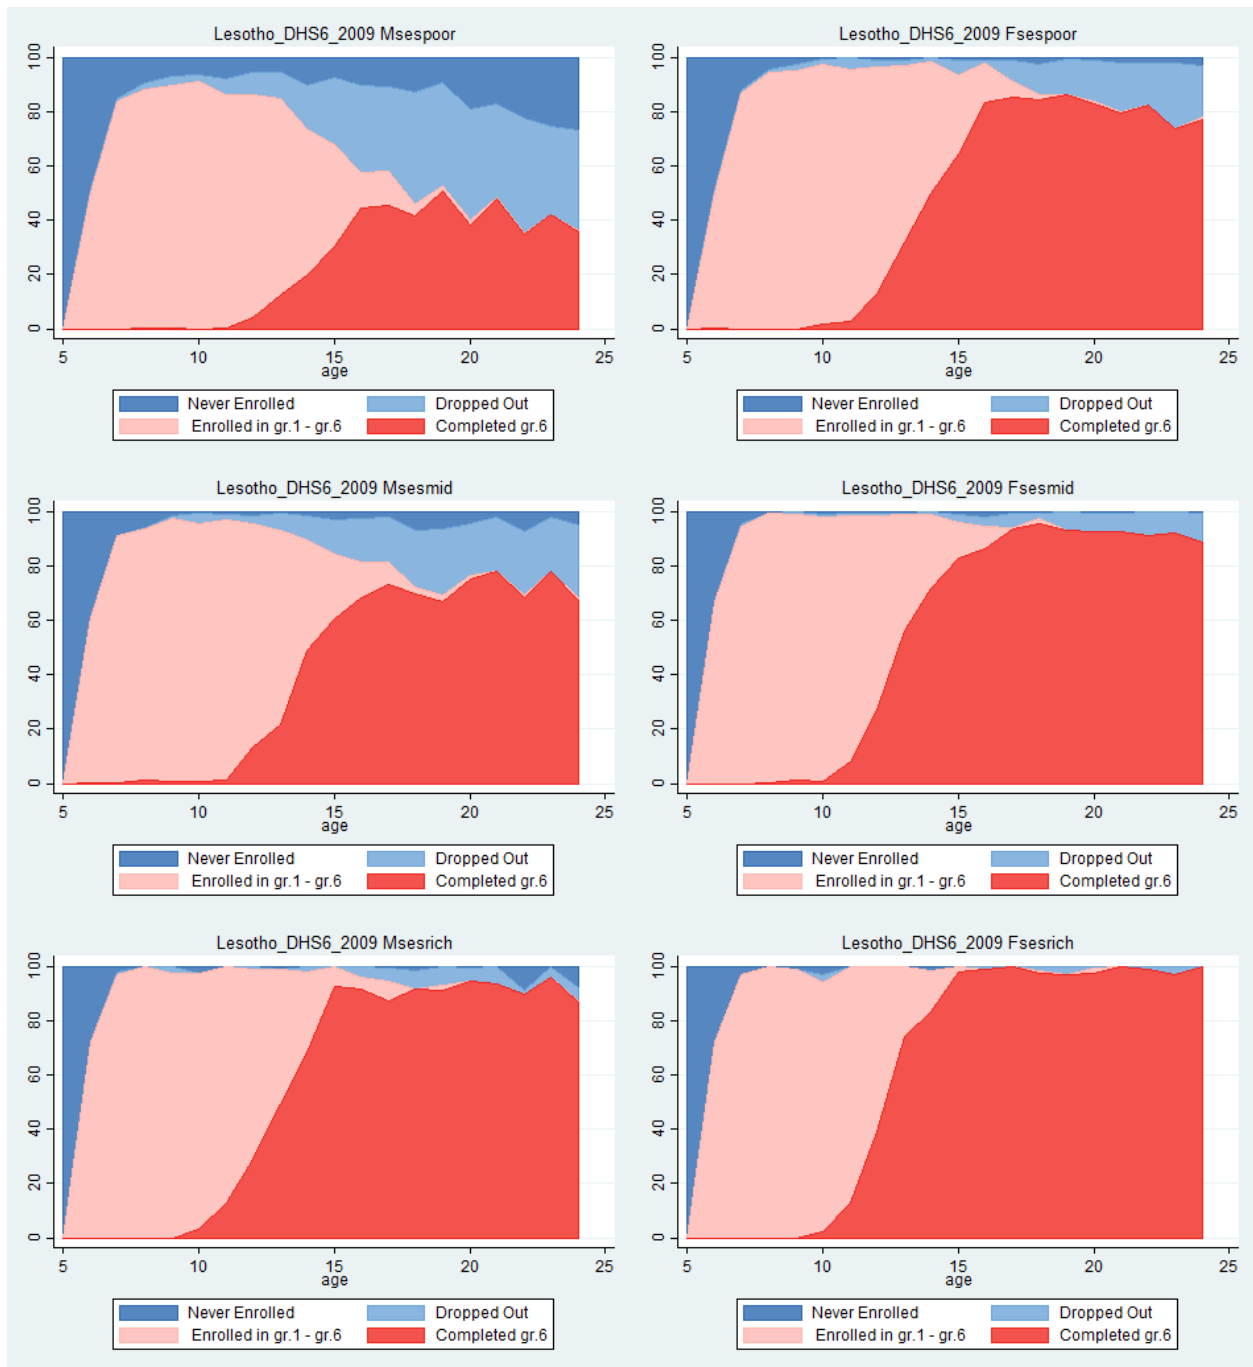 Lesotho_DHS6_2009 Msespoor
100
80
60
40
20
0
5 10 15 20 25
age
Never Enrolled Dropped Out
Enrolled in gr.1 - gr.6 Completed gr.6
Lesotho_DHS6_2009 Fsespoor
100
80
60
40
20
0
5 10 15 20 25
age
Never Enrolled Dropped Out
Enrolled in gr.1 - gr.6 Completed gr.6
Lesotho_DHS6_2009 Msesmid
100
80
60
40
20
0
5 10 15 20 25
age
Never Enrolled Dropped Out
Enrolled in gr.1 - gr.6 Completed gr.6
Lesotho_DHS6_2009 Fsesmid
100
80
60
40
20
0
5 10 15 20 25
age
Never Enrolled Dropped Out
Enrolled in gr.1 - gr.6 Completed gr.6
Lesotho_DHS6_2009 Msesrich
100
80
60
40
20
0
5 10 15 20 25
age
Never Enrolled Dropped Out
Enrolled in gr.1 - gr.6 Completed gr.6
Lesotho_DHS6_2009 Fsesrich
100
80
60
40
20
0
5 10 15 20 25
age
Never Enrolled Dropped Out
Enrolled in gr.1 - gr.6 Completed gr.6